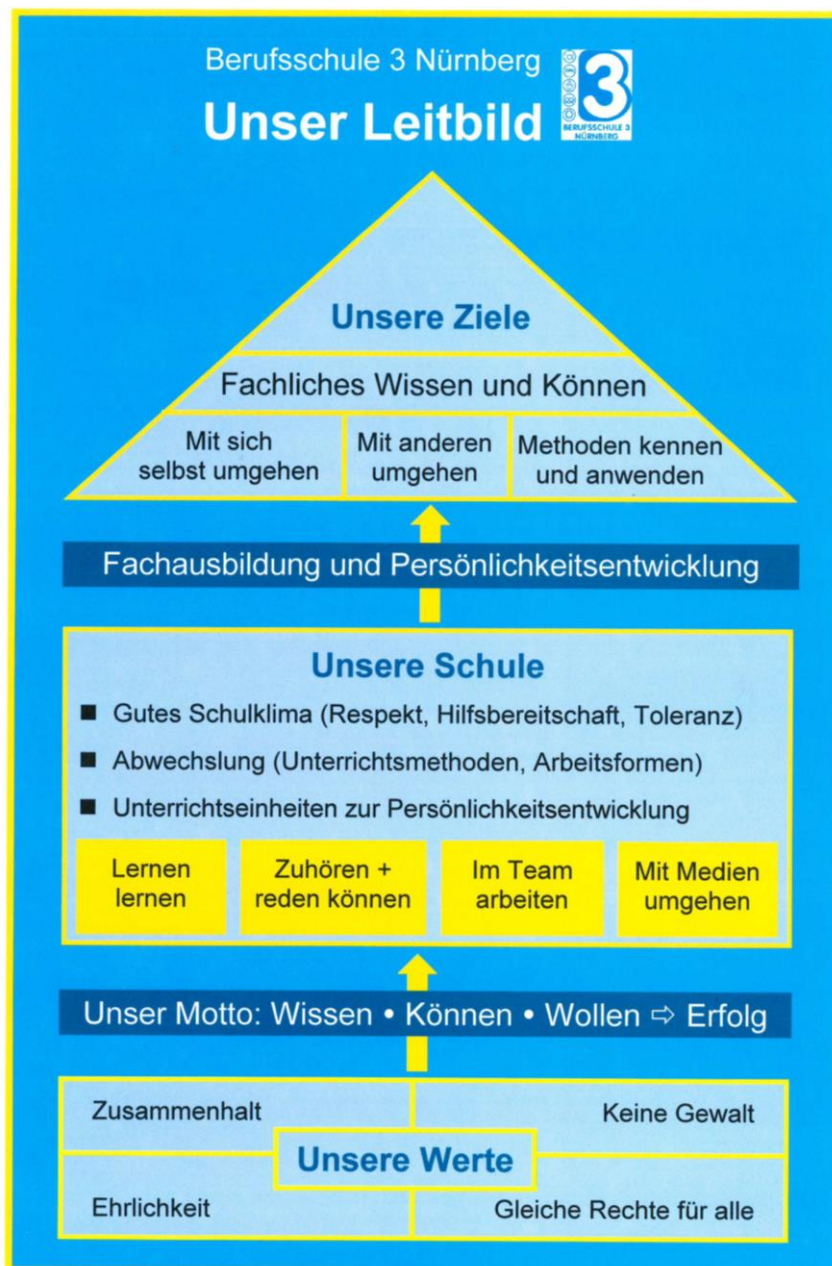 Berufsschule 3 Nürnberg
Unser Leitbild
3
BERUFSSCHULE 3
NÜRNBERG
Unsere Ziele
Fachliches Wissen und Können
Mit sich
selbst umgehen
Mit anderen
umgehen
Methoden kennen
und anwenden
Fachausbildung und Persönlichkeitsentwicklung
Unsere Schule
■ Gutes Schulklima (Respekt, Hilfsbereitschaft, Toleranz)
■ Abwechslung (Unterrichtsmethoden, Arbeitsformen)
■ Unterrichtseinheiten zur Persönlichkeitsentwicklung
Lernen
lernen
Zuhören +
reden können
Im Team
arbeiten
Mit Medien
umgehen
Unser Motto: Wissen • Können • Wollen ⇨ Erfolg
Zusammenhalt
Keine Gewalt
Unsere Werte
Ehrlichkeit
Gleiche Rechte für alle